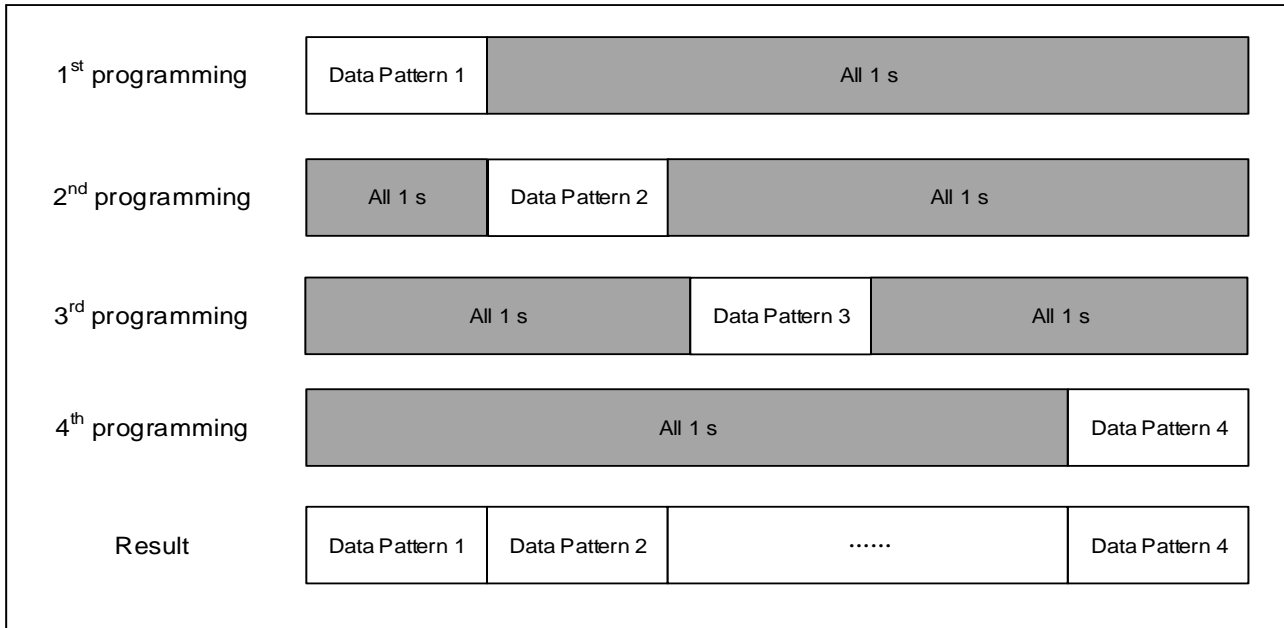 1st programming Data Pattern 1 All 1 s
2nd programming All 1 s Data Pattern 2 All 1 s
3rd programming All 1 s Data Pattern 3 All 1 s
4th programming All 1 s Data Pattern 4
Result Data Pattern 1 Data Pattern 2 ...... Data Pattern 4